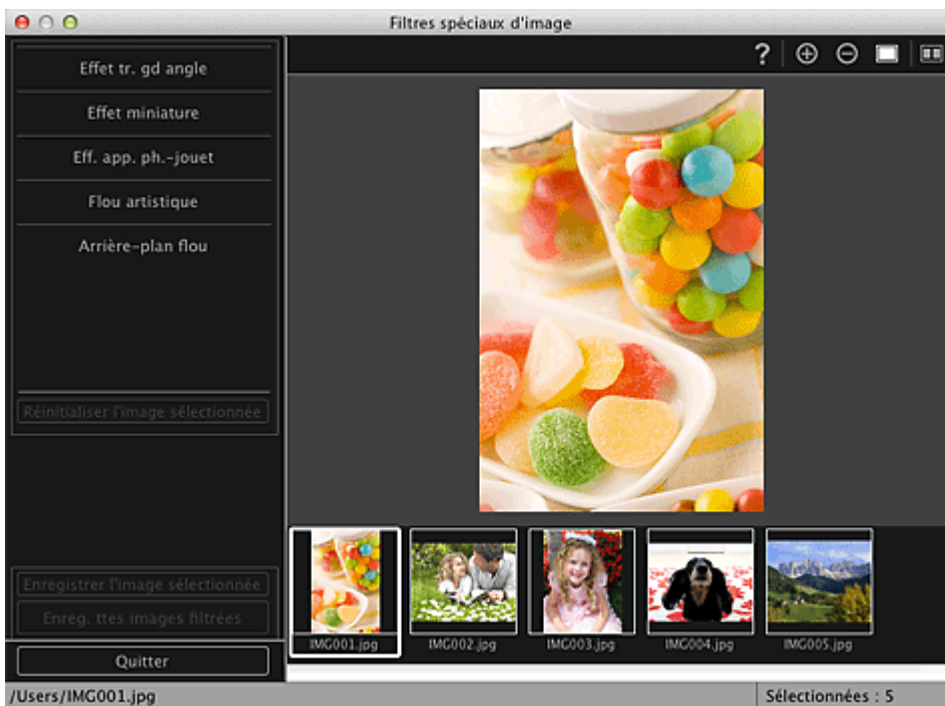 Filtres spéciaux d'image
Effet tr. gd angle
Effet miniature
Eff. app. ph.-jouet
Flou artistique
Arrière-plan flou
Réinitialiser l'image sélectionnée
Enregistrer l'image sélectionnée
Enreg. ttes images filtrées
Quitter
?
IMG001.jpg
IMG002.jpg
IMG003.jpg
IMG004.jpg
IMG005.jpg
/Users/IMG001.jpg
Sélectionnées : 5